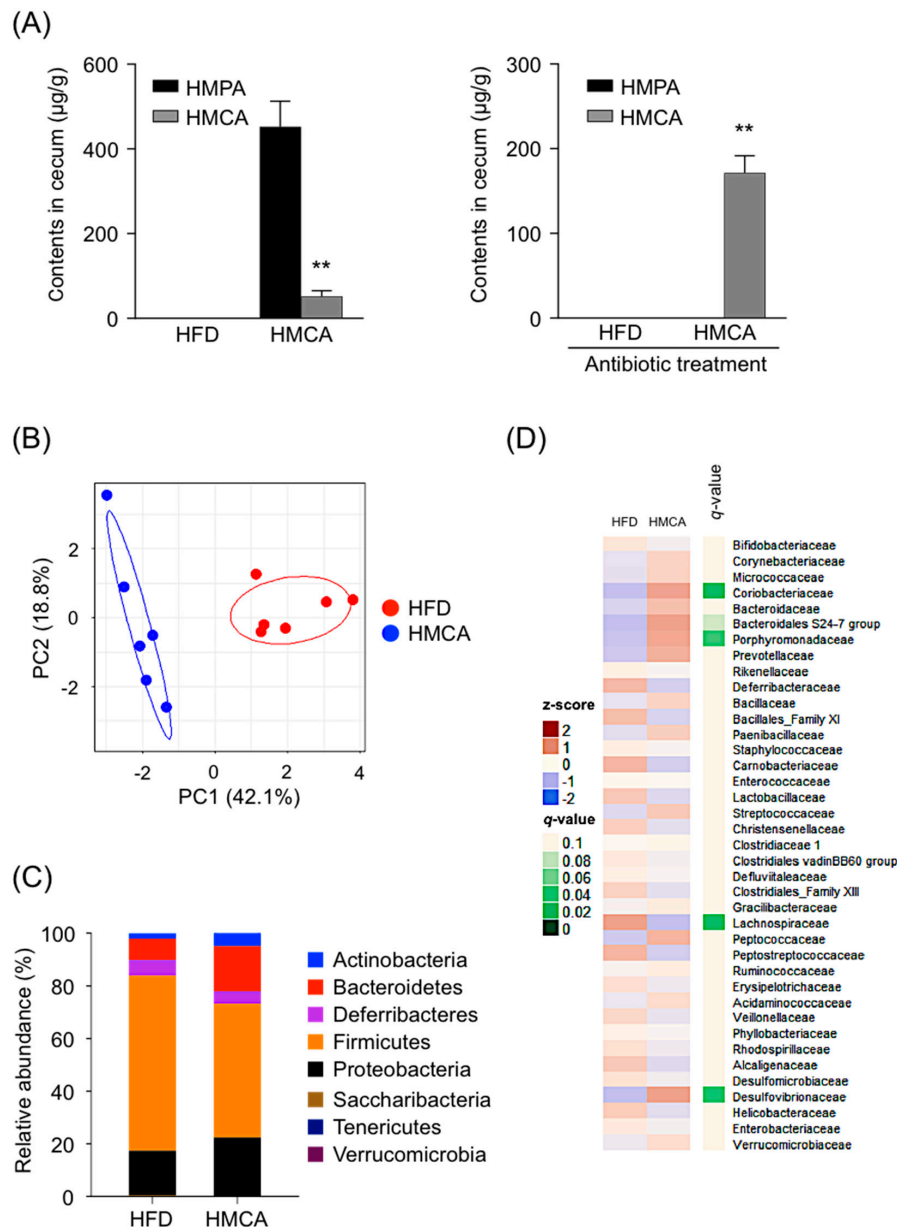 (A)
600
400
200
0
Contents in cecum (µg/g)
HMPA
HMCA
**
HFD
HMCA
300
200
100
0
Contents in cecum (µg/g)
HMPA
HMCA
**
HFD
HMCA
Antibiotic treatment
(B)
2
0
-2
PC2 (18.8%)
-2
0
2
4
PC1 (42.1%)
HFD
HMCA
(C)
100
80
60
40
20
0
Relative abundance (%)
HFD
HMCA
Actinobacteria
Bacteroidetes
Deferribacteres
Firmicutes
Proteobacteria
Saccharibacteria
Tenericutes
Verrucomicrobia
(D)
HFD
HMCA
q-value
z-score
2
1
0
-1
-2
q-value
0.1
0.08
0.06
0.04
0.02
0
Bifidobacteriaceae
Corynebacteriaceae
Micrococcaceae
Coriobacteriaceae
Bacteroidaceae
Bacteroidales S24-7 group
Porphyromonadaceae
Prevotellaceae
Rikenellaceae
Deferribacteraceae
Bacillaceae
Bacillales_Family XI
Paenibacillaceae
Staphylococcaceae
Carnobacteriaceae
Enterococcaceae
Lactobacillaceae
Streptococcaceae
Christensenellaceae
Clostridiaceae 1
Clostridiales vadinBB60 group
Defluviitaleaceae
Clostridiales_Family XIII
Gracilibacteraceae
Lachnospiraceae
Peptococcaceae
Peptostreptococcaceae
Ruminococcaceae
Erysipelotrichaceae
Acidaminococcaceae
Veillonellaceae
Phyllobacteriaceae
Rhodospirillaceae
Alcaligenaceae
Desulfomicrobiaceae
Desulfovibrionaceae
Helicobacteraceae
Enterobacteriaceae
Verrucomicrobiaceae